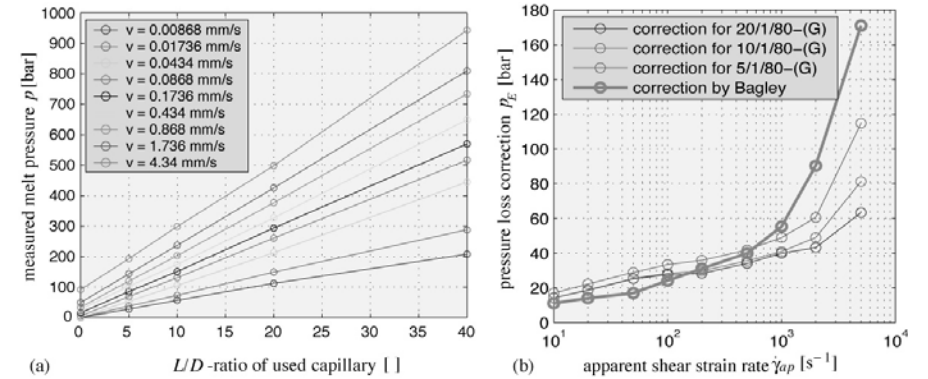 measured melt pressure p [bar]
1000
900
800
700
600
500
400
300
200
100
0
v = 0.00868 mm/s
v = 0.01736 mm/s
v = 0.0434 mm/s
v = 0.0868 mm/s
v = 0.1736 mm/s
v = 0.434 mm/s
v = 0.868 mm/s
v = 1.736 mm/s
v = 4.34 mm/s
0 5 10 15 20 25 30 35 40
(a) L/D -ratio of used capillary [ ]
pressure loss correction pE [bar]
180
160
140
120
100
80
60
40
20
0
correction for 20/1/80–(G)
correction for 10/1/80–(G)
correction for 5/1/80–(G)
correction by Bagley
10^1 10^2 10^3 10^4
(b) apparent shear strain rate γ̇ap [s⁻¹]